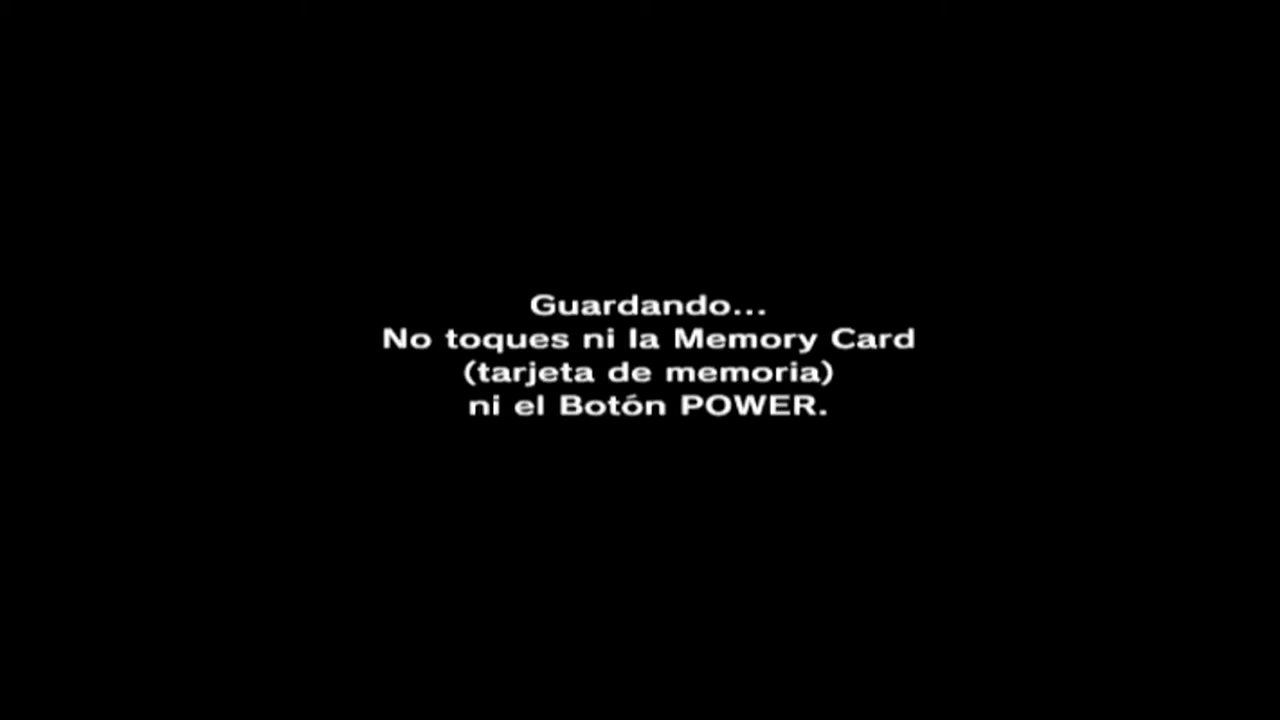 Guardando...
No toques ni la Memory Card
(tarjeta de memoria)
ni el Botón POWER.